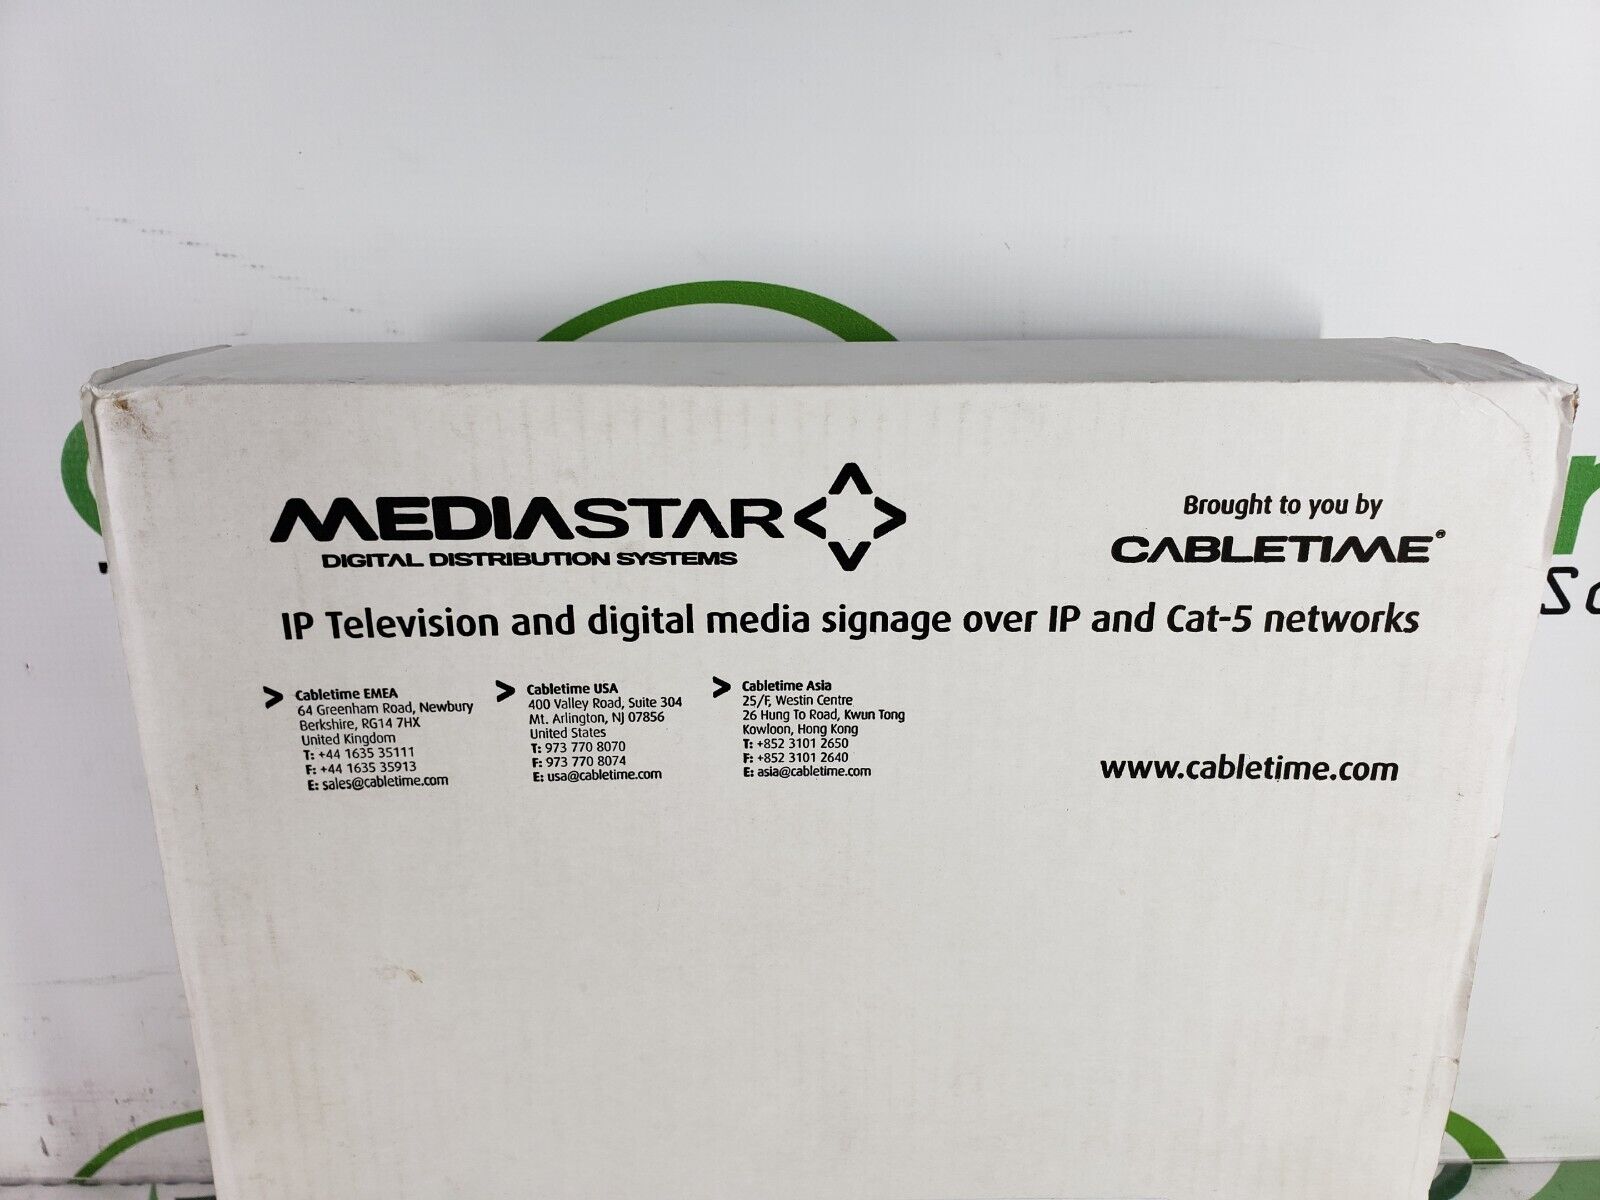 MEDIASTAR
DIGITAL DISTRIBUTION SYSTEMS
Brought to you by
CABLETIME®
IP Television and digital media signage over IP and Cat-5 networks
> Cabletime EMEA
64 Greenham Road, Newbury
Berkshire, RG14 7HX
United Kingdom
T: +44 1635 35111
F: +44 1635 35913
E: sales@cabletime.com
> Cabletime USA
400 Valley Road, Suite 304
Mt. Arlington, NJ 07856
United States
T: 973 770 8070
F: 973 770 8074
E: usa@cabletime.com
> Cabletime Asia
25/F, Westin Centre
26 Hung To Road, Kwun Tong
Kowloon, Hong Kong
T: +852 3101 2650
F: +852 3101 2640
E: asia@cabletime.com
www.cabletime.com